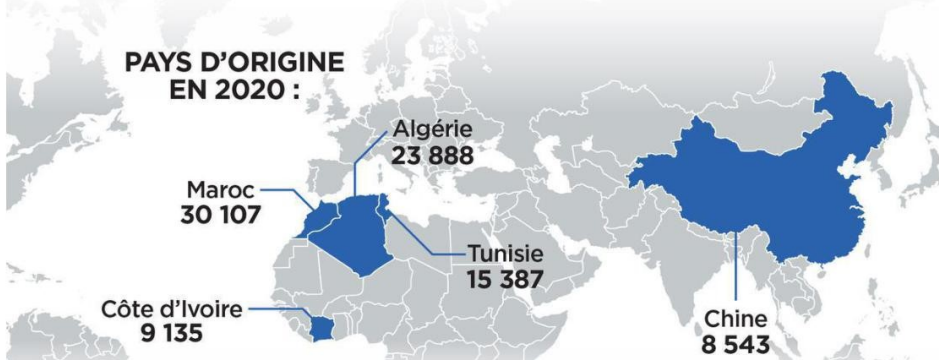 PAYS D'ORIGINE
EN 2020 :
Algérie
23 888
Maroc
30 107
Tunisie
15 387
Côte d'Ivoire
9 135
Chine
8 543